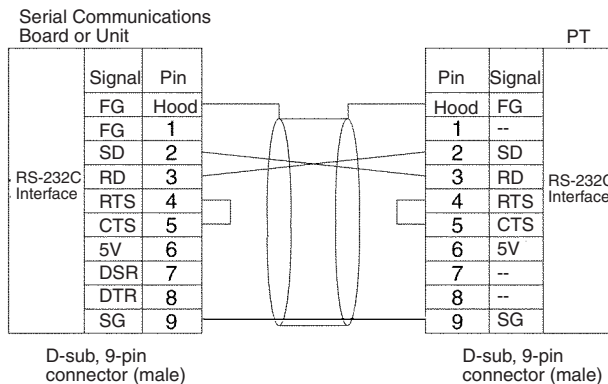 Serial Communications
Board or Unit
PT
Signal Pin Pin Signal
FG Hood Hood FG
FG 1 1 --
SD 2 2 SD
RS-232C RD 3 3 RD RS-232C
Interface RTS 4 4 RTS Interface
CTS 5 5 CTS
5V 6 6 5V
DSR 7 7 --
DTR 8 8 --
SG 9 9 SG
D-sub, 9-pin D-sub, 9-pin
connector (male) connector (male)